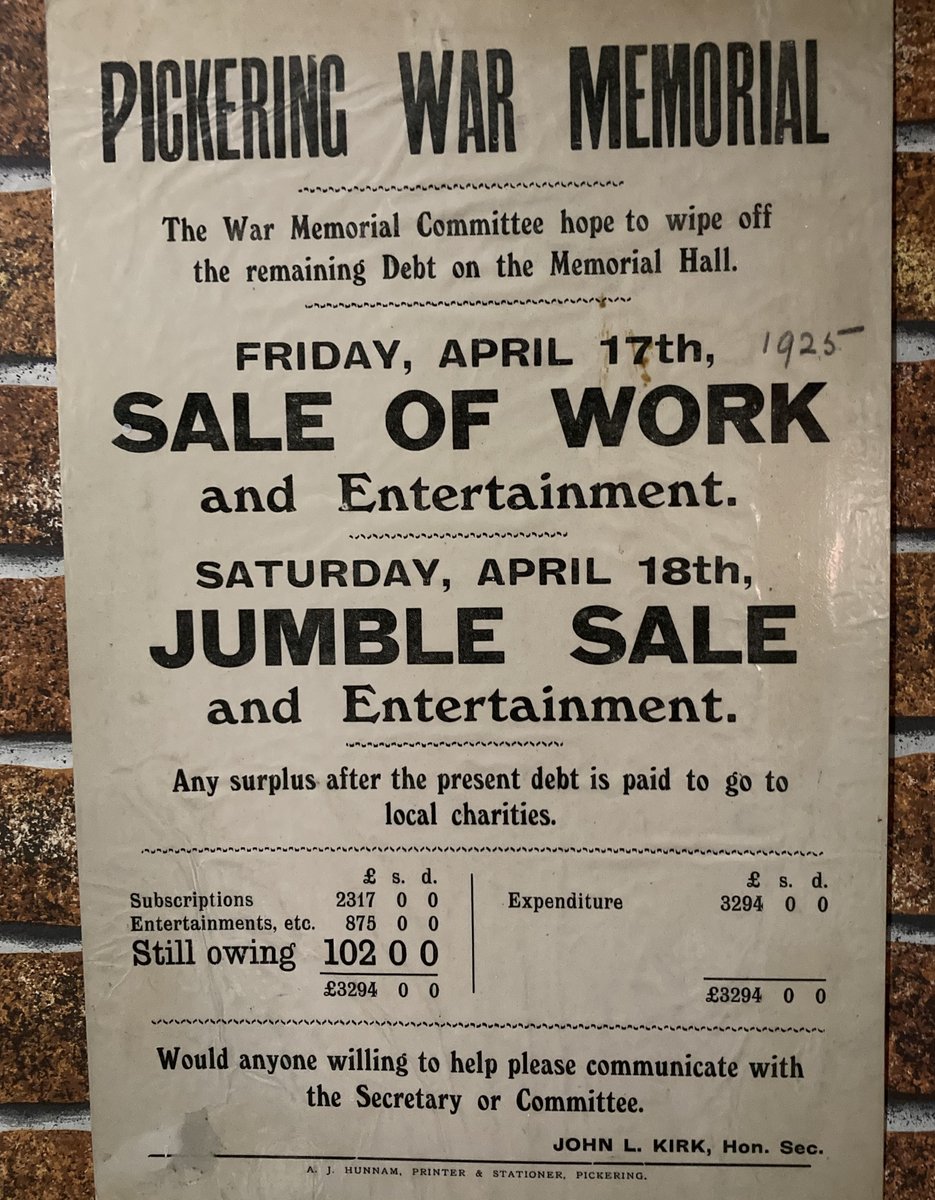 PICKERING WAR MEMORIAL
The War Memorial Committee hope to wipe off
the remaining Debt on the Memorial Hall.
FRIDAY, APRIL 17th, 1925
SALE OF WORK
and Entertainment.
SATURDAY, APRIL 18th,
JUMBLE SALE
and Entertainment.
Any surplus after the present debt is paid to go to
local charities.
£ s. d.
Subscriptions 2317 0 0
Entertainments, etc. 875 0 0
Still owing 102 0 0
£3294 0 0
£ s. d.
Expenditure 3294 0 0
£3294 0 0
Would anyone willing to help please communicate with
the Secretary or Committee.
JOHN L. KIRK, Hon. Sec.
A. J. HUNNAM, PRINTER & STATIONER, PICKERING.